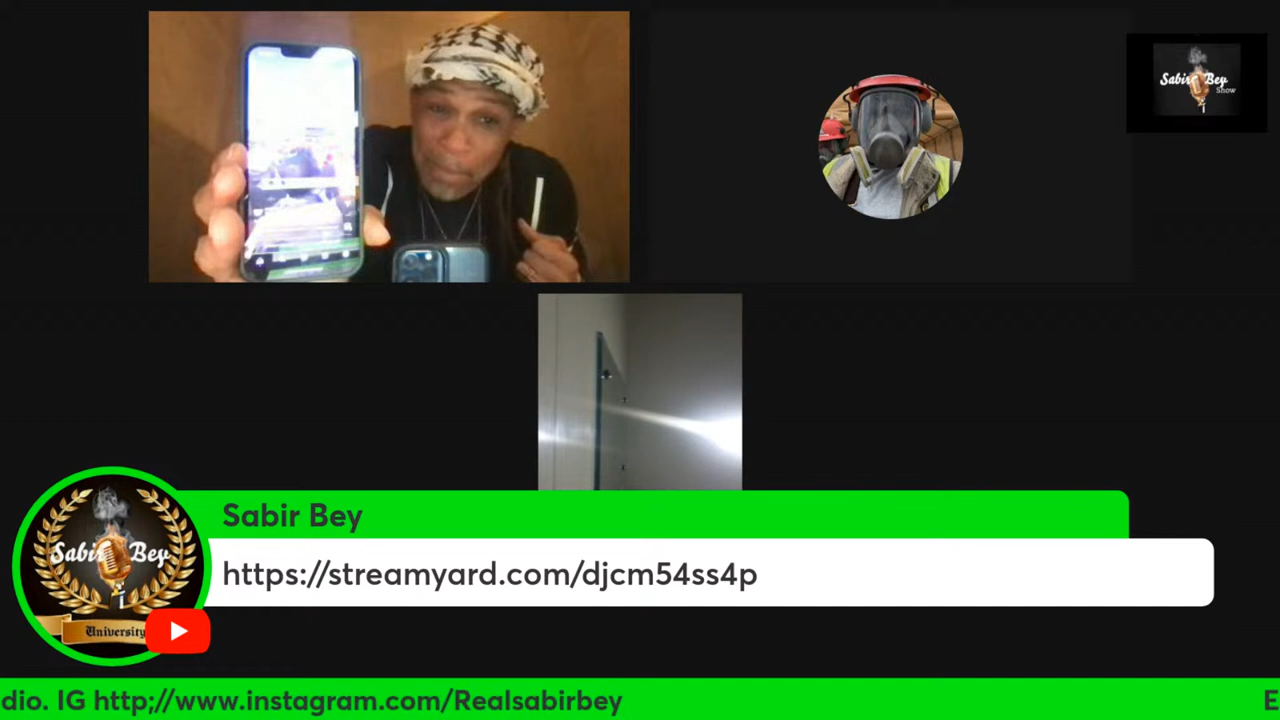 Sabir Bey
Show
Sabir Bey
https://streamyard.com/djcm54ss4p
Sabir Bey
University
dio. IG http;//www.instagram.com/Realsabirbey
E